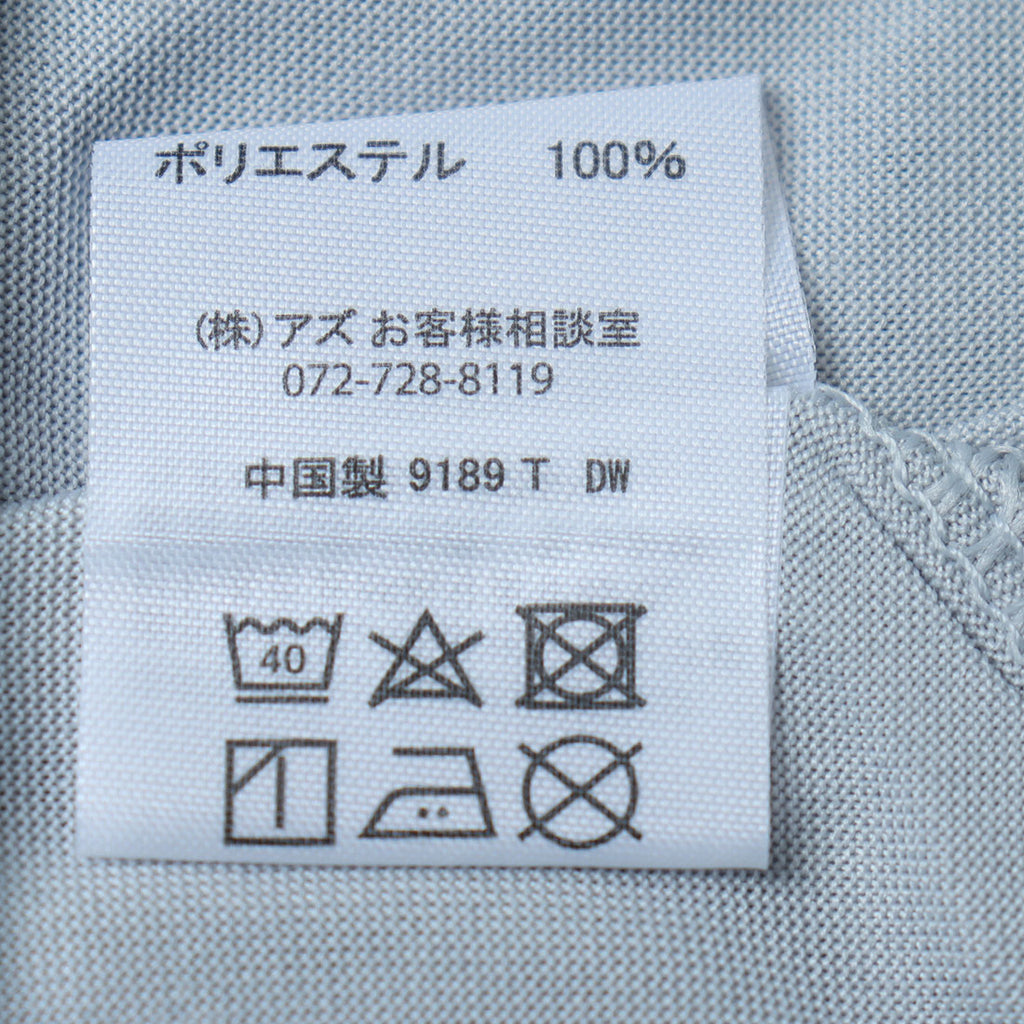 ポリエステル 100%
(株)アズ お客様相談室
072-728-8119
中国製 9189 T DW
40